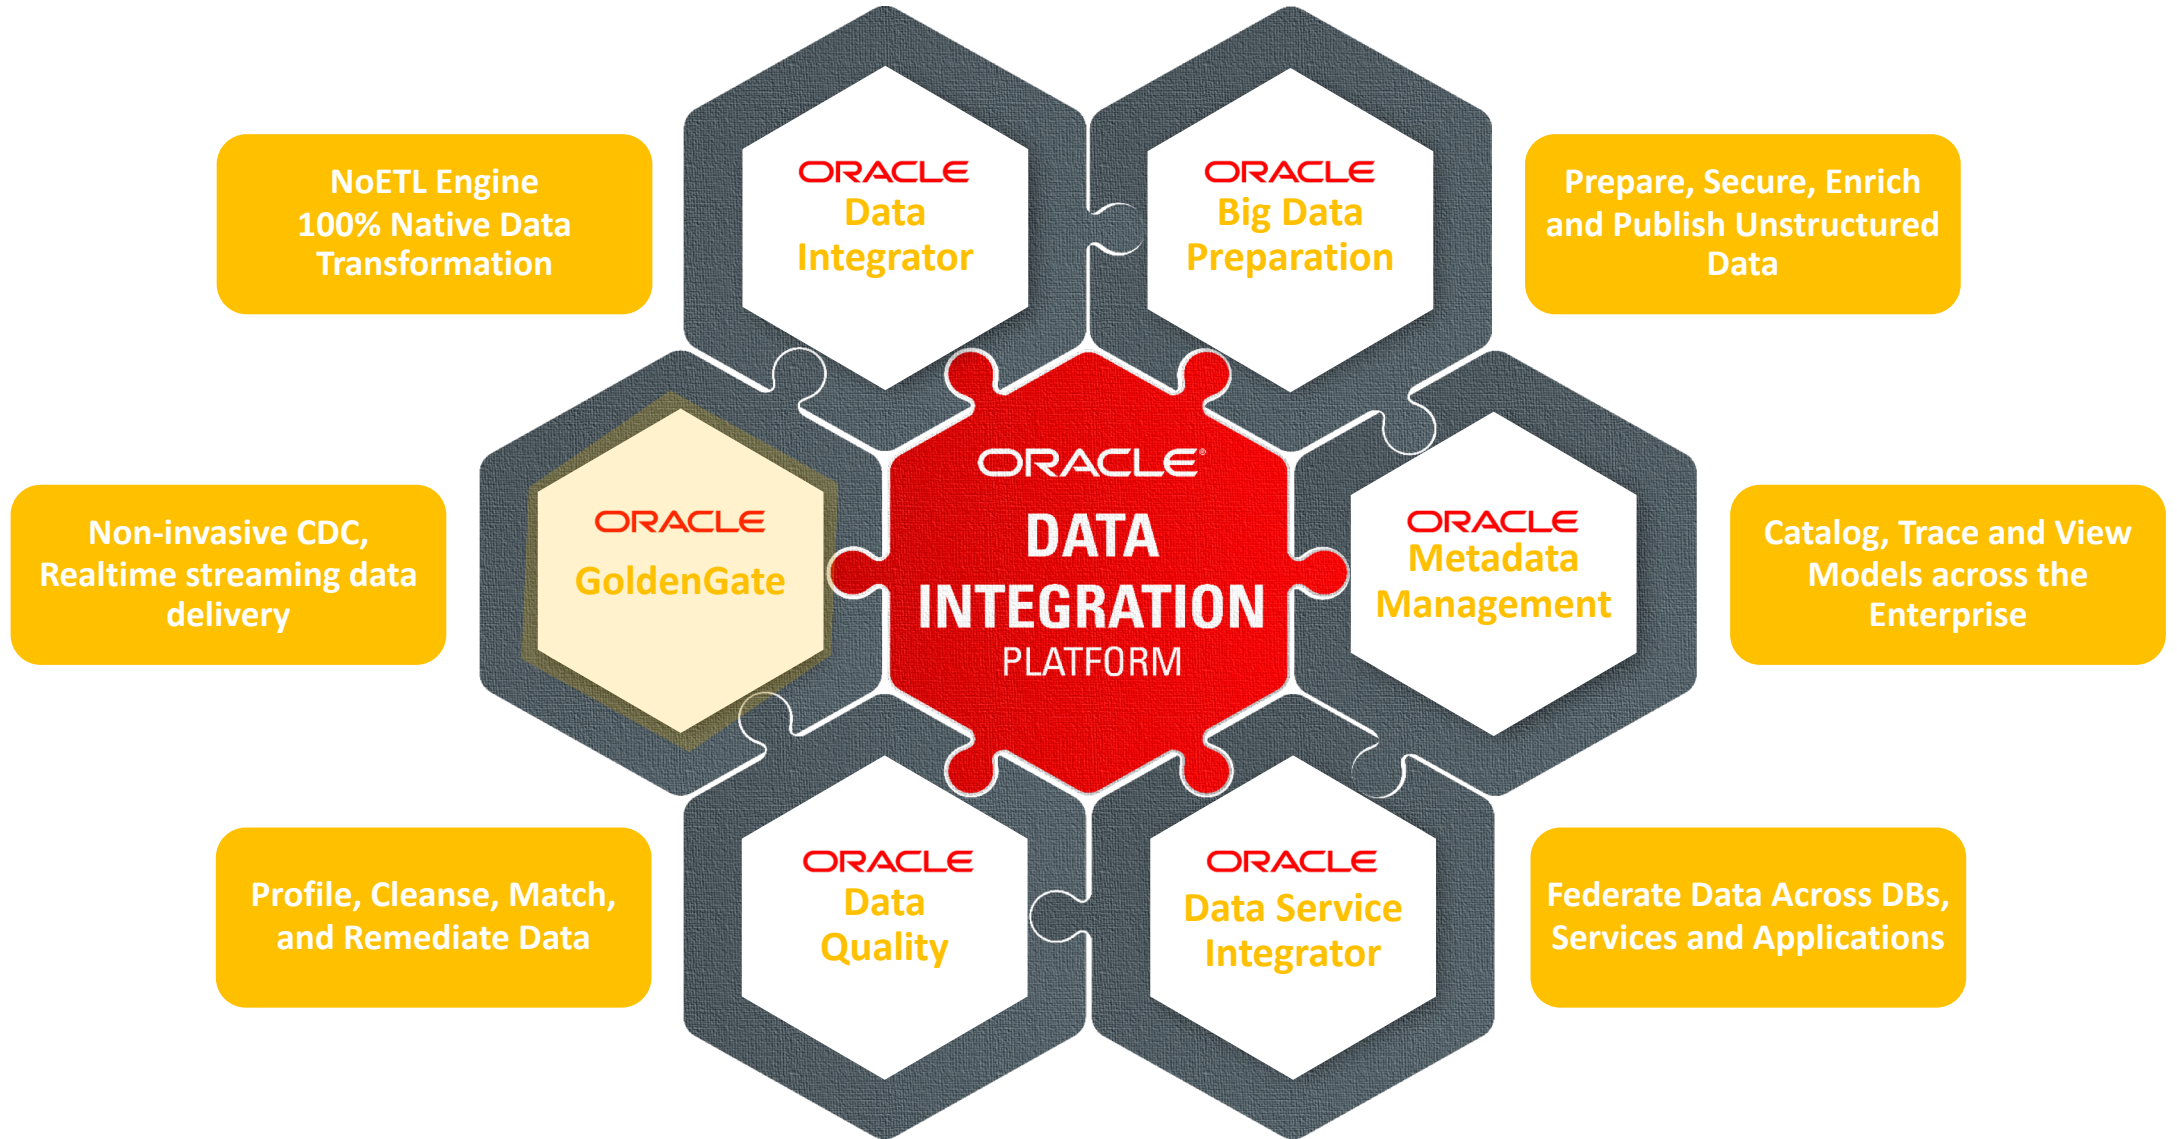 NoETL Engine
100% Native Data
Transformation
ORACLE
Data
Integrator
ORACLE
Big Data
Preparation
Prepare, Secure, Enrich
and Publish Unstructured
Data
Non-invasive CDC,
Realtime streaming data
delivery
ORACLE
GoldenGate
ORACLE®
DATA
INTEGRATION
PLATFORM
ORACLE
Metadata
Management
Catalog, Trace and View
Models across the
Enterprise
Profile, Cleanse, Match,
and Remediate Data
ORACLE
Data
Quality
ORACLE
Data Service
Integrator
Federate Data Across DBs,
Services and Applications